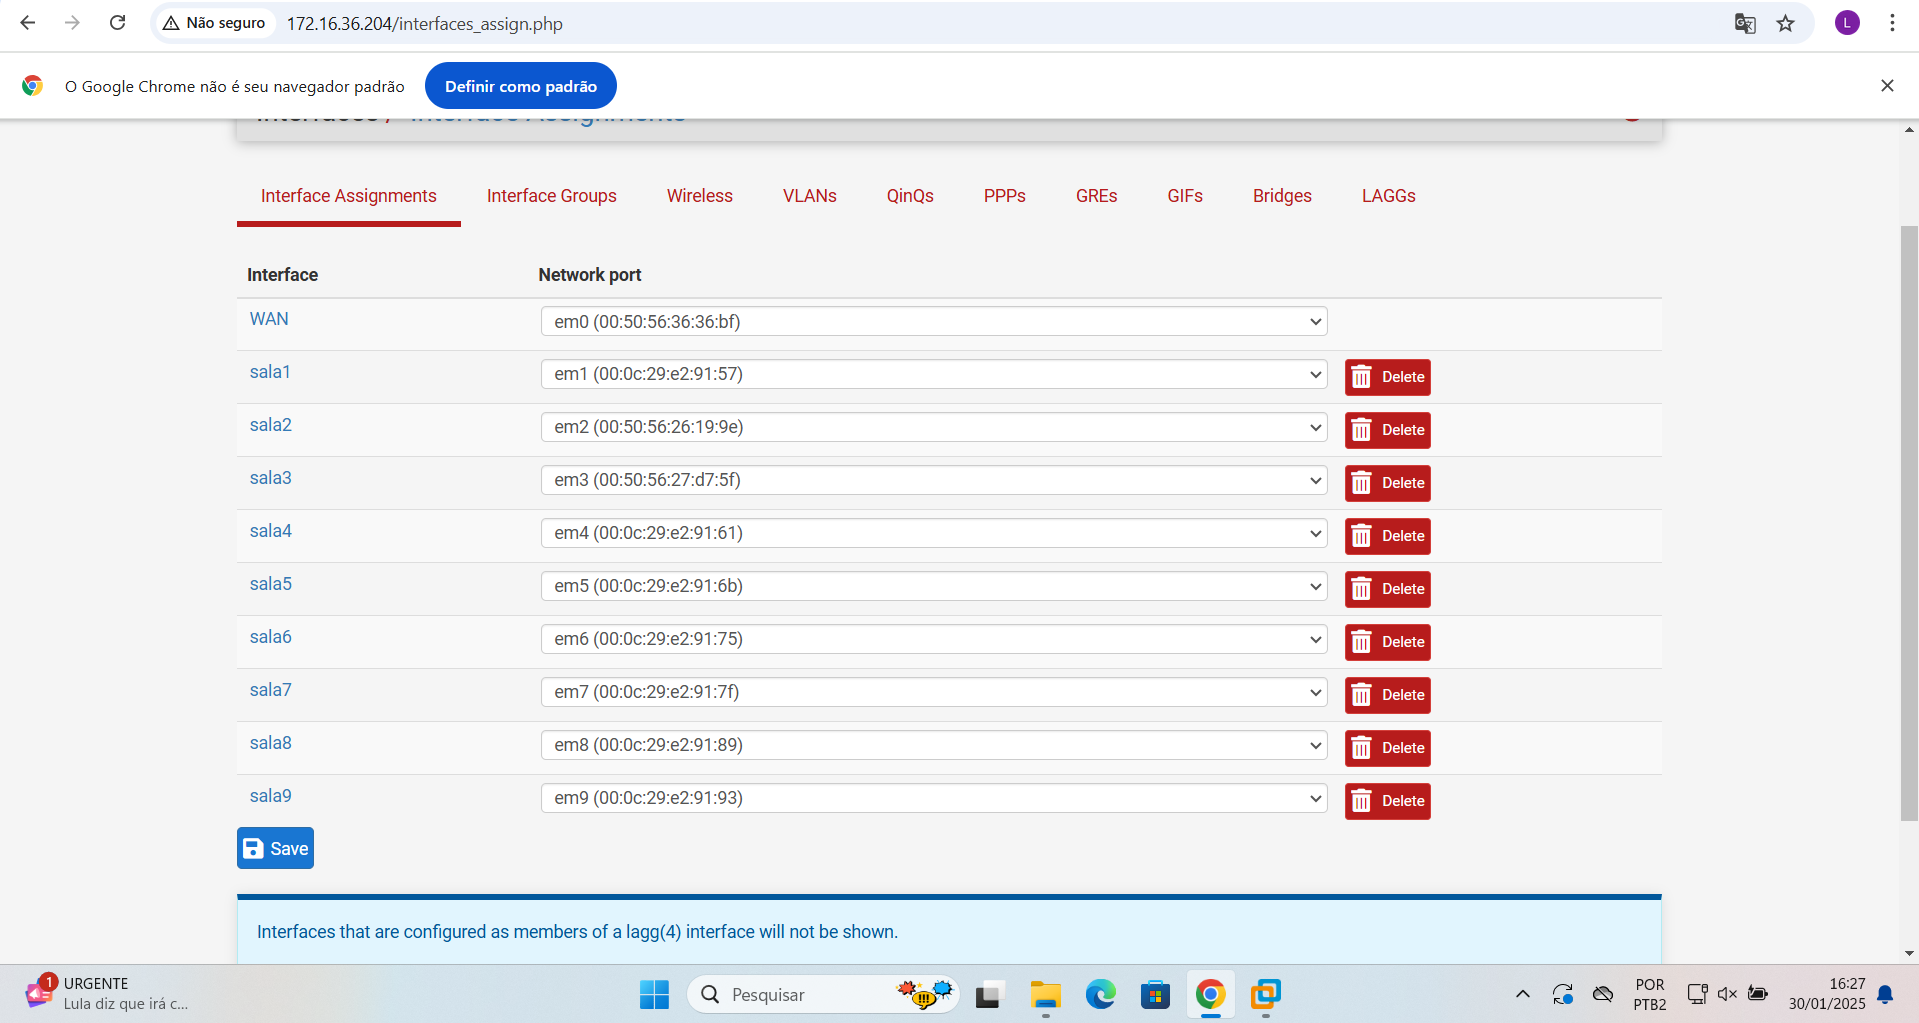 Não seguro
172.16.36.204/interfaces_assign.php
L
O Google Chrome não é seu navegador padrão
Definir como padrão
Interfaces / Interface Assignments
Interface Assignments
Interface Groups
Wireless
VLANs
QinQs
PPPs
GREs
GIFs
Bridges
LAGGs
Interface
Network port
WAN
em0 (00:50:56:36:36:bf)
sala1
em1 (00:0c:29:e2:91:57)
Delete
sala2
em2 (00:50:56:26:19:9e)
Delete
sala3
em3 (00:50:56:27:d7:5f)
Delete
sala4
em4 (00:0c:29:e2:91:61)
Delete
sala5
em5 (00:0c:29:e2:91:6b)
Delete
sala6
em6 (00:0c:29:e2:91:75)
Delete
sala7
em7 (00:0c:29:e2:91:7f)
Delete
sala8
em8 (00:0c:29:e2:91:89)
Delete
sala9
em9 (00:0c:29:e2:91:93)
Delete
Save
Interfaces that are configured as members of a lagg(4) interface will not be shown.
1
URGENTE
Lula diz que irá c...
Pesquisar
POR
PTB2
16:27
30/01/2025